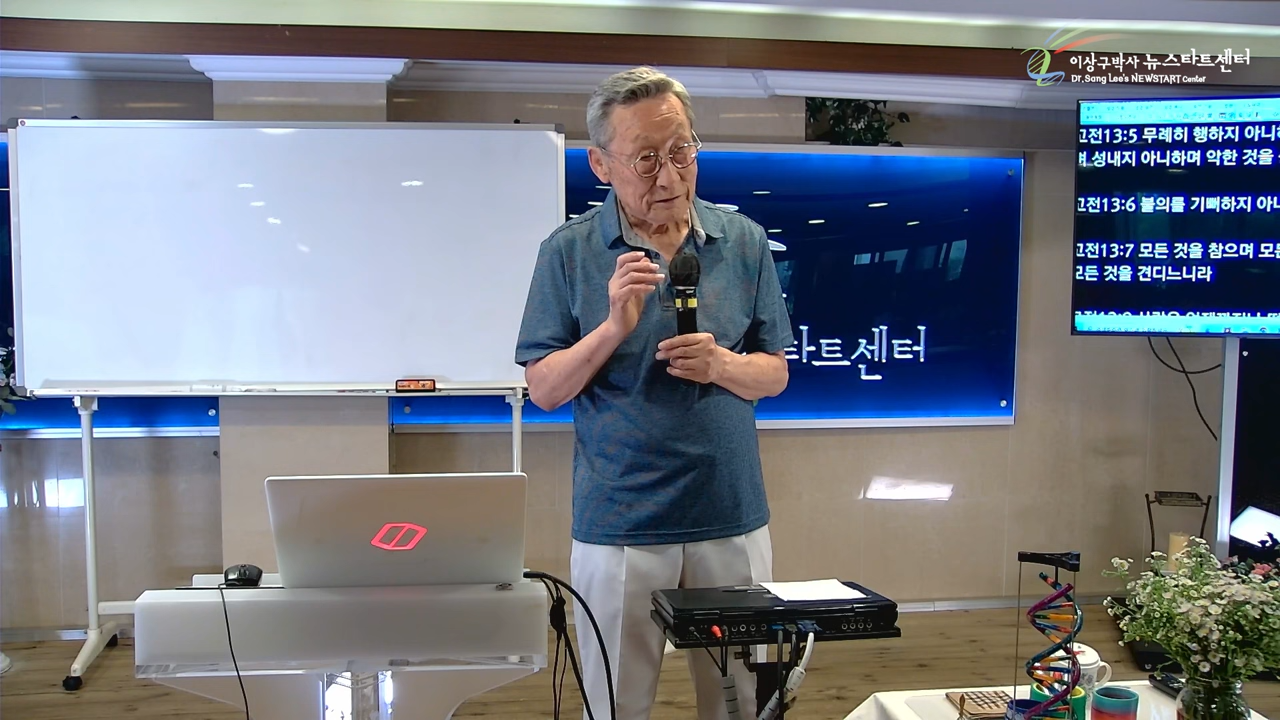 이상구박사 뉴스타트센터
Dr. Sang Lee's NEWSTART Center
고전13:5 무례히 행하지 아니하
성내지 아니하며 악한 것을
고전13:6 불의를 기뻐하지 아니
고전13:7 모든 것을 참으며 모든
모든 것을 견디느니라
타트센터